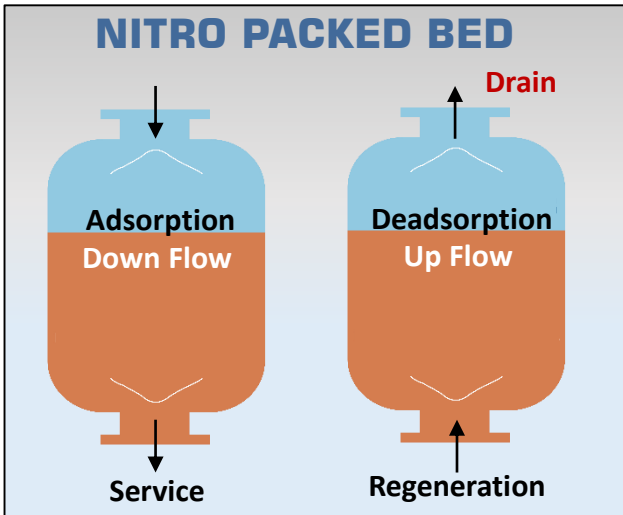 NITRO PACKED BED
Drain
Adsorption
Down Flow
Deadsorption
Up Flow
Service
Regeneration